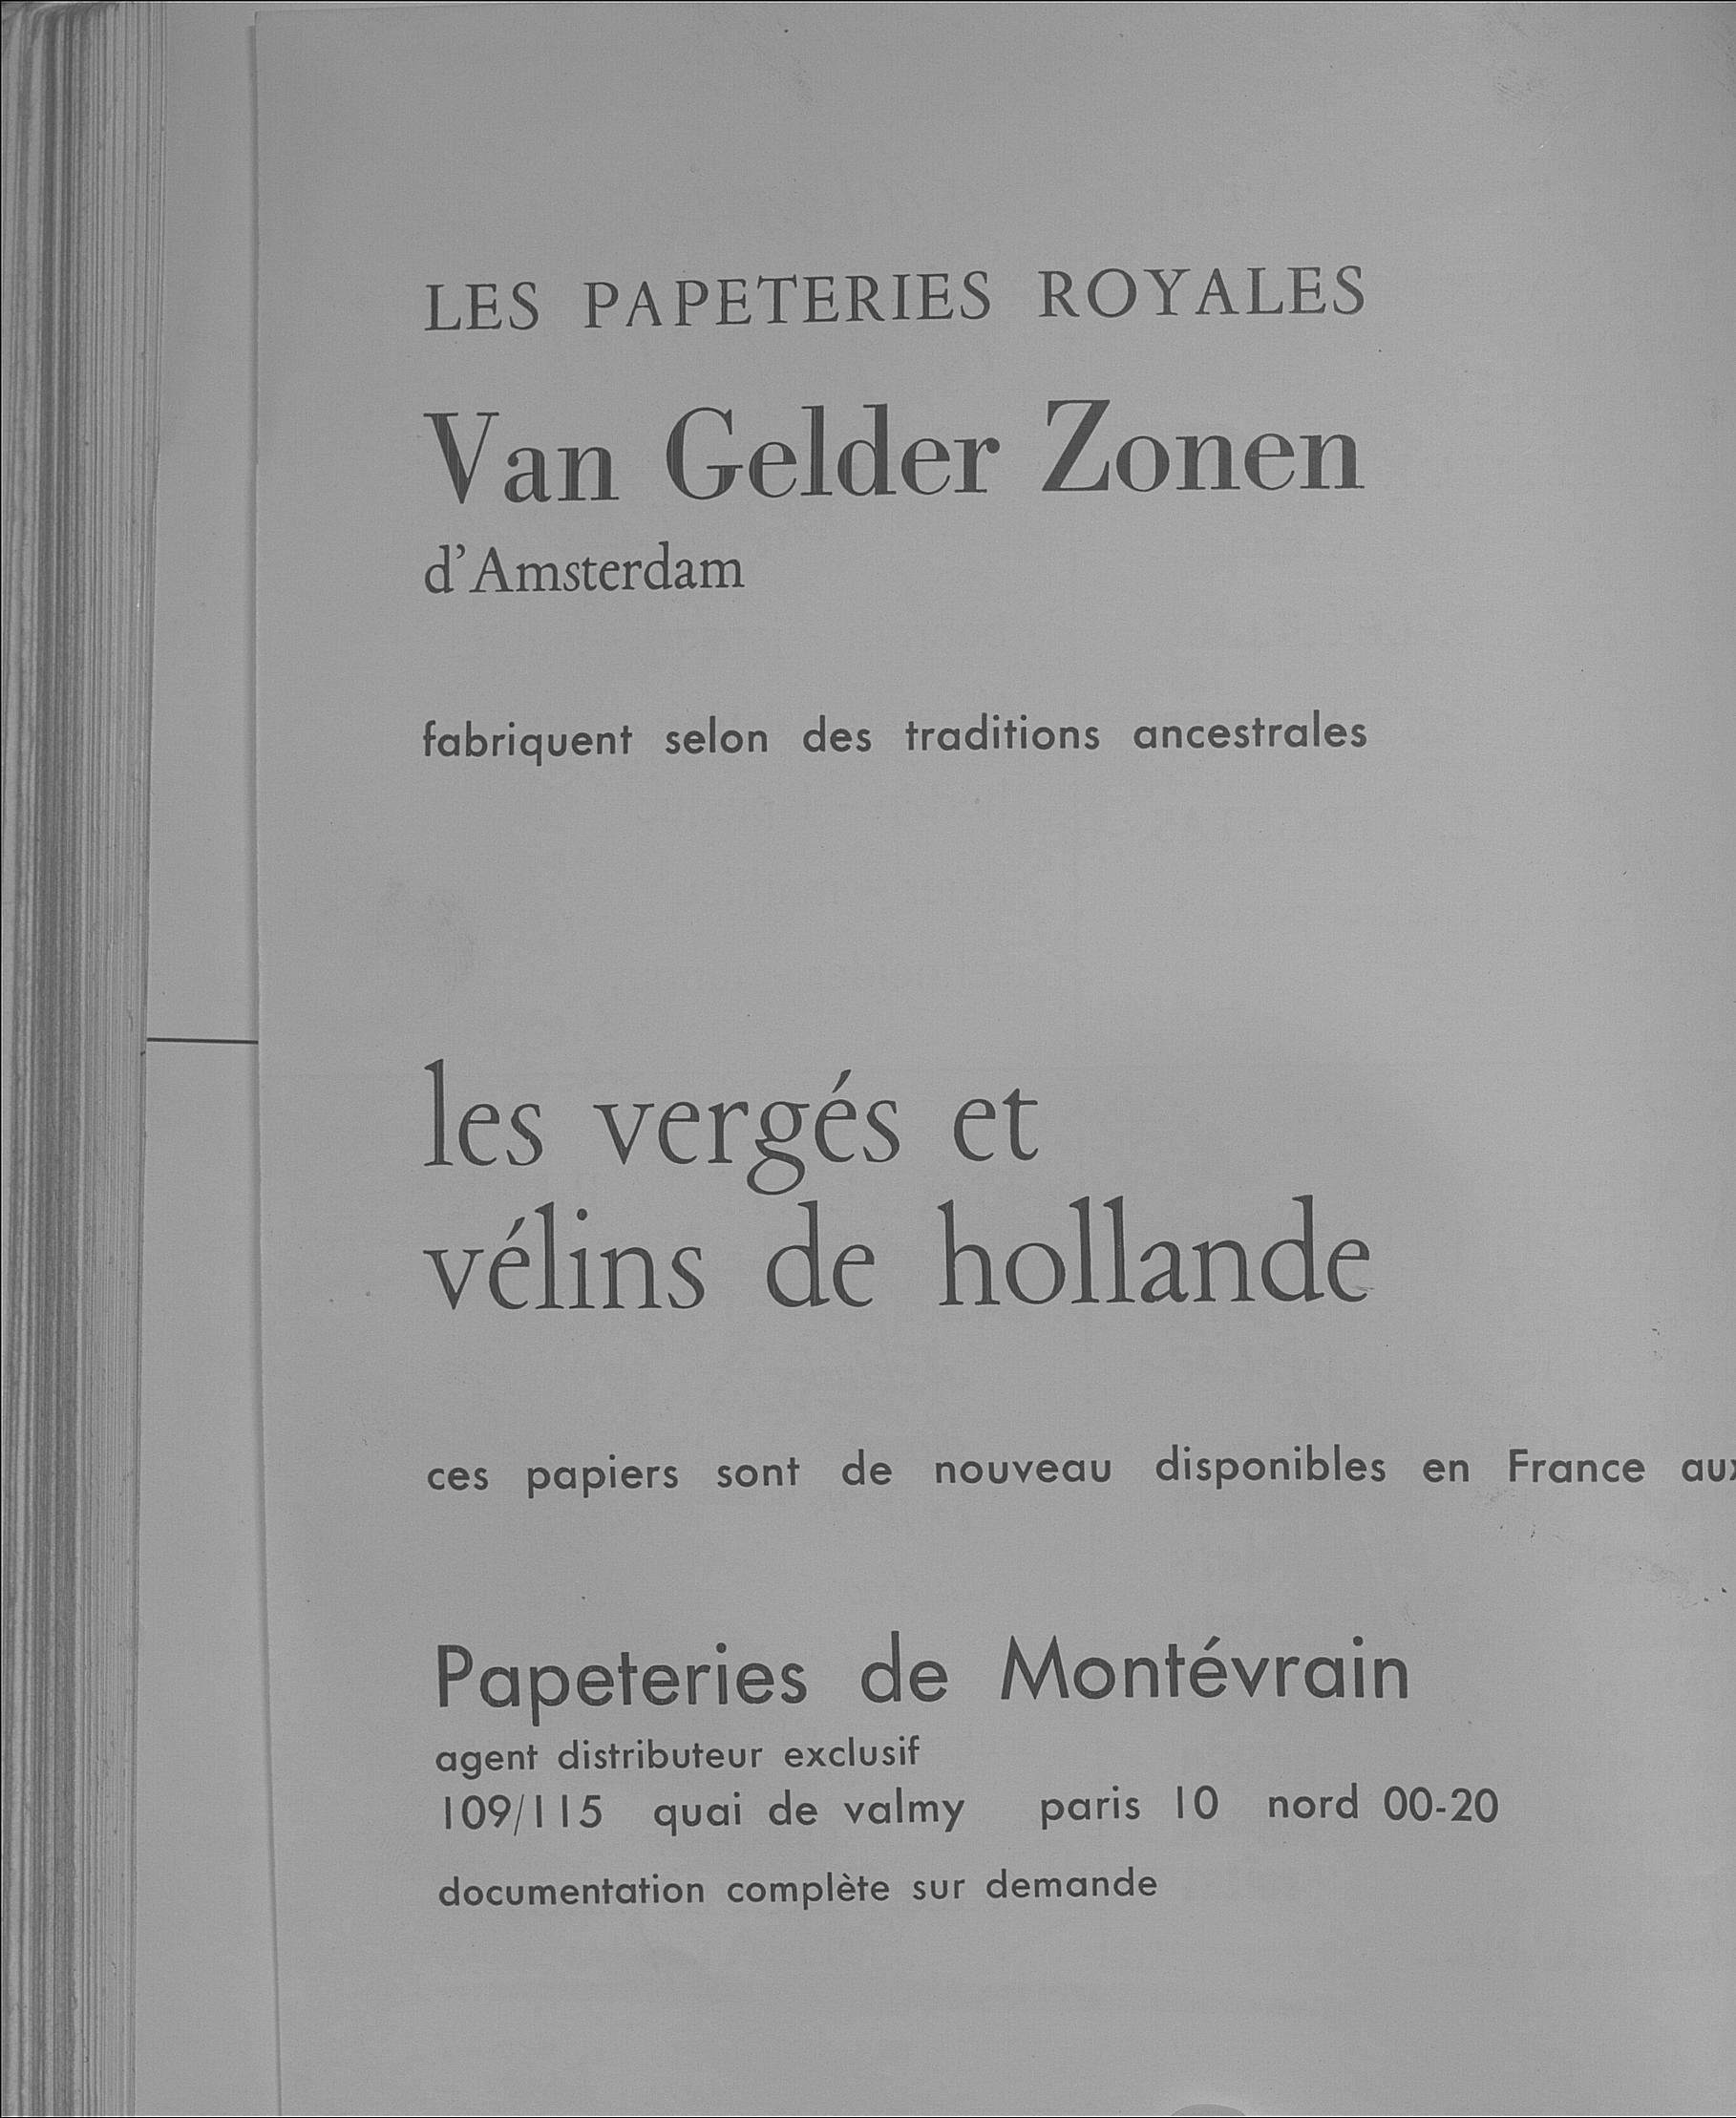 LES PAPETERIES ROYALES
Van Gelder Zonen
d'Amsterdam
fabriquent selon des traditions ancestrales
les vergés et
vélins de hollande
ces papiers sont de nouveau disponibles en France aux
Papeteries de Montévrain
agent distributeur exclusif
109/115 quai de valmy paris 10 nord 00-20
documentation complète sur demande